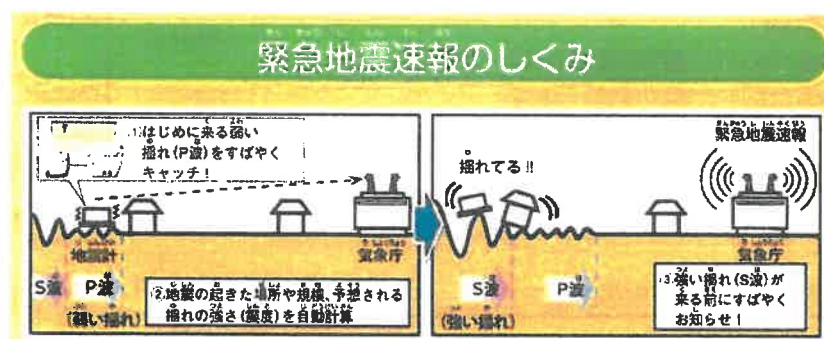 緊急地震速報のしくみ
①はじめに来る弱い
揺れ(P波)をすばやく
キャッチ!
地震計
気象庁
S波
P波
(弱い揺れ)
②地震の起きた場所や規模、予想される
揺れの強さ(震度)を自動計算
揺れてる!!
緊急地震速報
気象庁
S波
P波
(強い揺れ)
③強い揺れ(S波)が
来る前にすばやく
お知らせ!